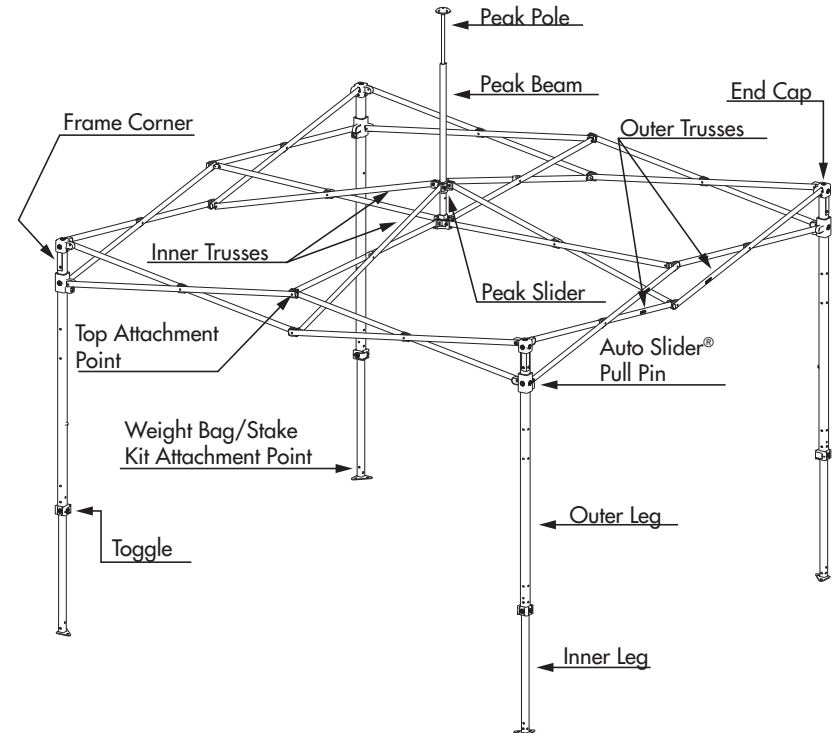 Peak Pole
Peak Beam
End Cap
Frame Corner
Outer Trusses
Inner Trusses
Peak Slider
Top Attachment
Point
Auto Slider®
Pull Pin
Weight Bag/Stake
Kit Attachment Point
Outer Leg
Toggle
Inner Leg